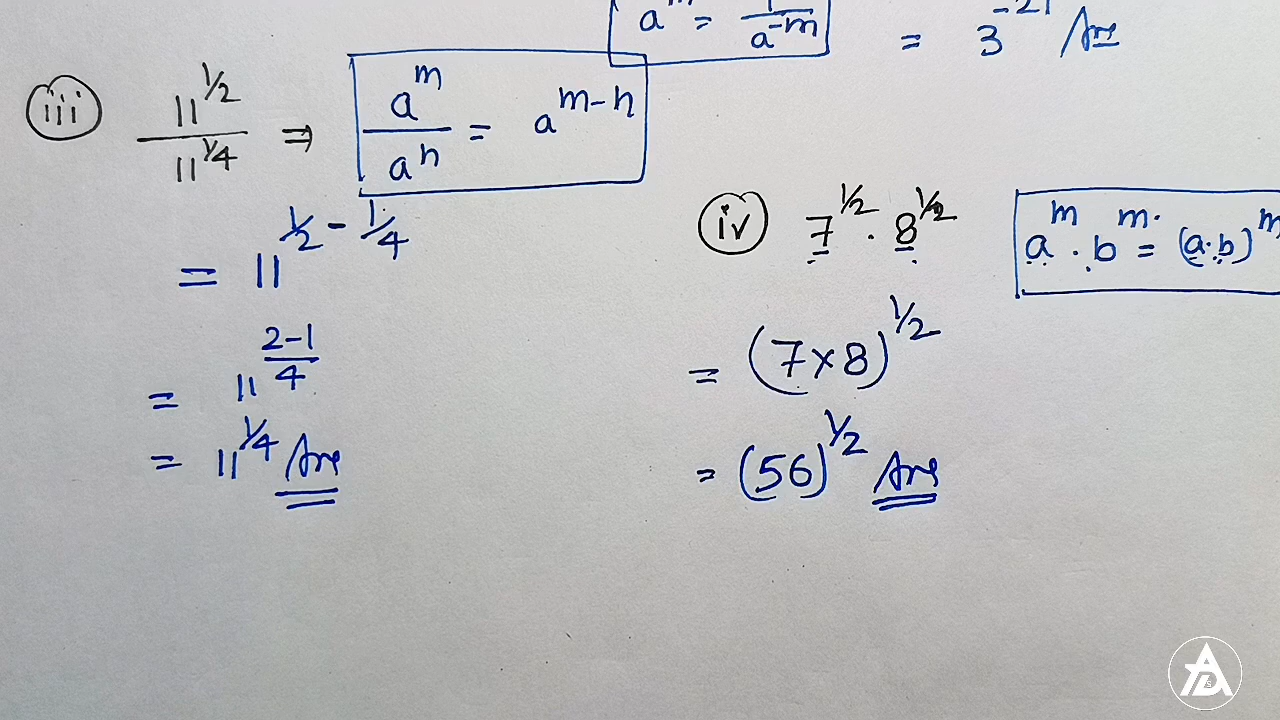 a^m = 1/a^-m = 3^-21 Ans
(iii) 11^1/2 / 11^1/4 ⇒ a^m / a^n = a^m-n
= 11^1/2 - 1/4
= 11^(2-1)/4
= 11^1/4 Ans
(iv) 7^1/2 . 8^1/2 a^m . b^m = (a.b)^m
= (7×8)^1/2
= (56)^1/2 Ans